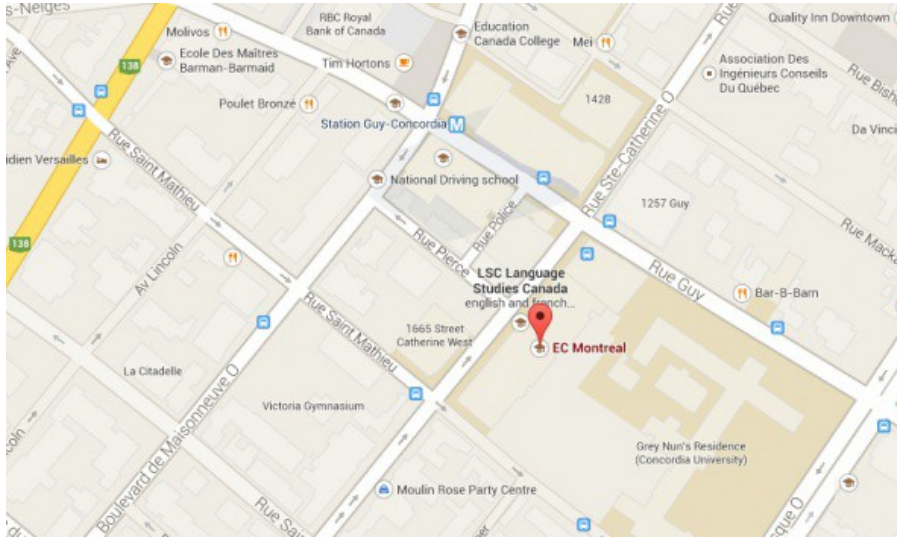 s-Neiges
Molivos
RBC Royal
Bank of Canada
Education
Canada College
Mei
Quality Inn Downtown
Rue
Ave
138
Ecole Des Maîtres
Barman-Barmaid
Tim Hortons
Association Des
Ingénieurs Conseils
Du Québec
Rue Bish
Poulet Bronzé
1428
Station Guy-Concordia
M
Da Vinci
Rue Saint Mathieu
idien Versailles
National Driving school
Rue Ste-Catherine O
1257 Guy
138
Av Lincoln
Rue Pierce
Rue Police
Rue Macka
Rue Guy
LSC Language
Studies Canada
english and french...
Bar-B-Barn
Rue Saint Mathieu
1665 Street
Catherine West
EC Montreal
La Citadelle
Victoria Gymnasium
Boulevard de Maisonneuve O
coln
Grey Nun's Residence
(Concordia University)
Moulin Rose Party Centre
Rue Sai
sque O